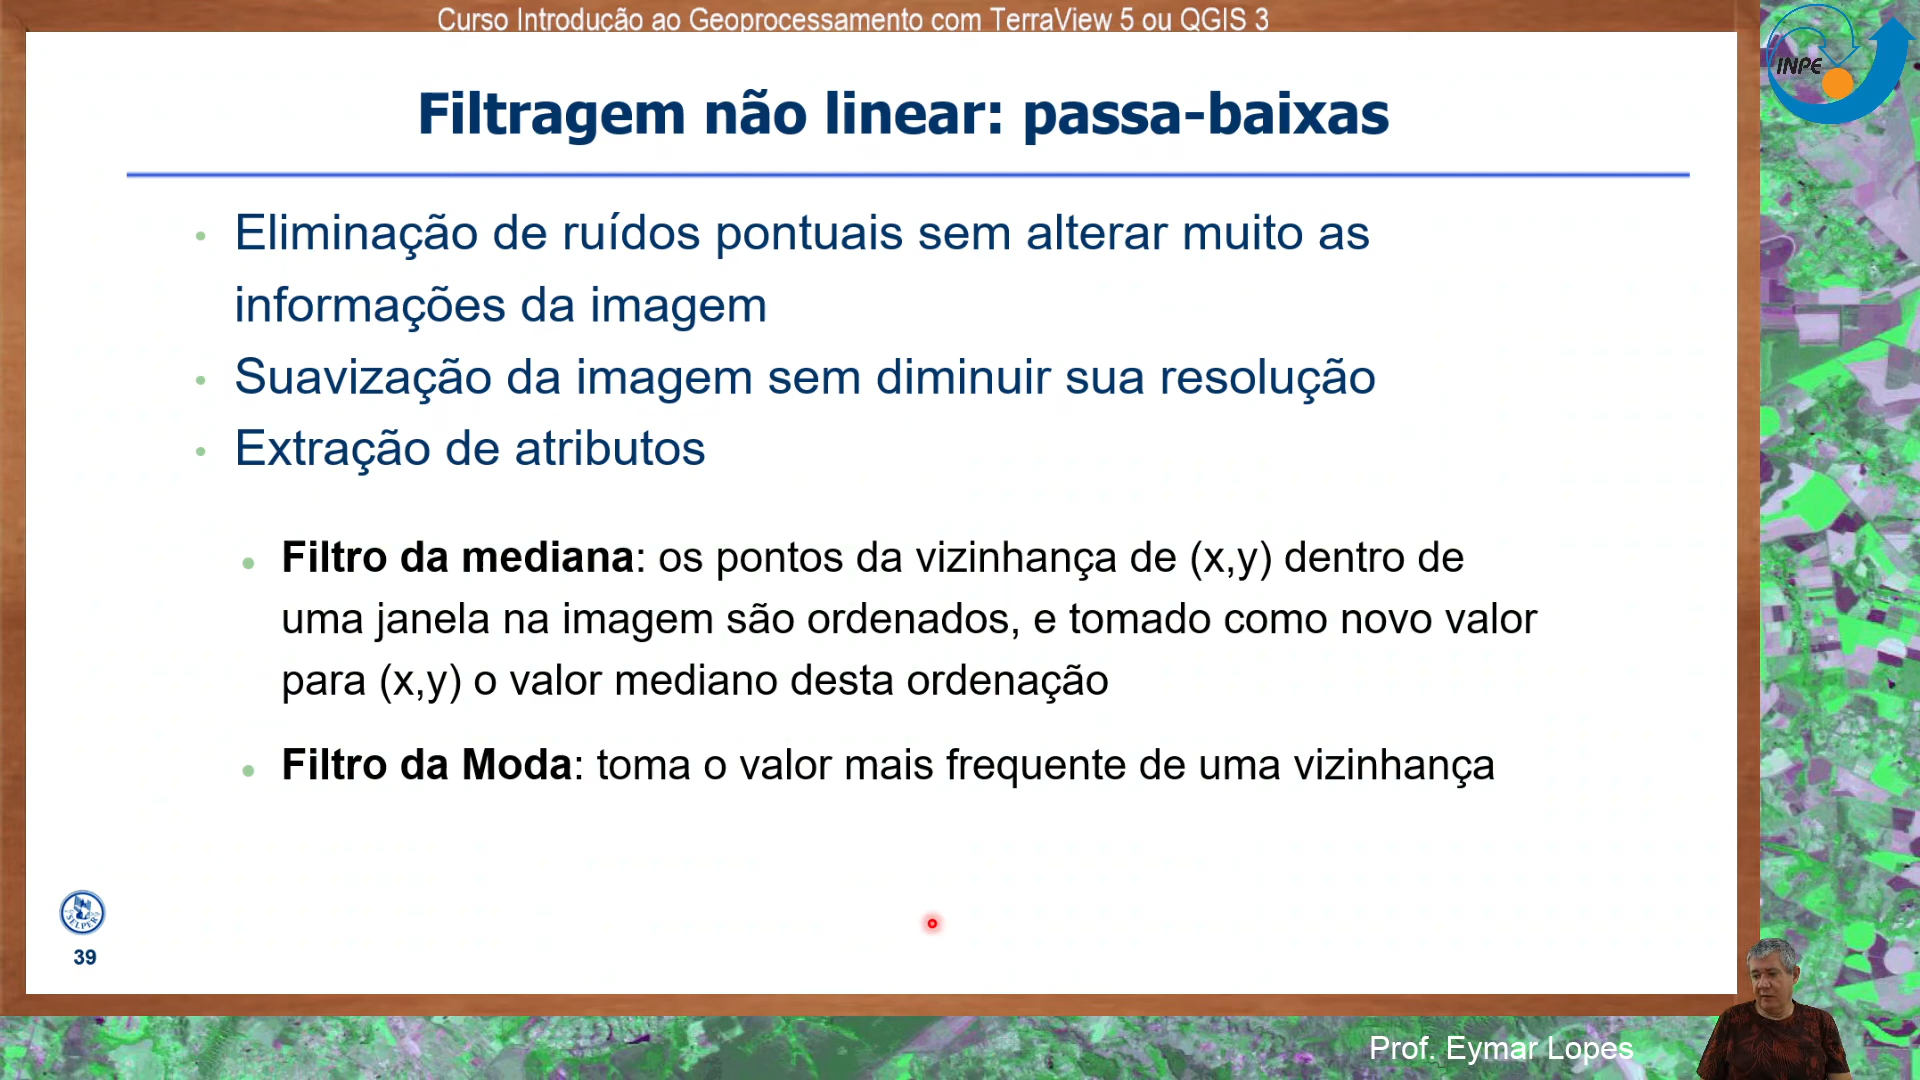 Curso Introdução ao Geoprocessamento com TerraView 5 ou QGIS 3
INPE
Filtragem não linear: passa-baixas
• Eliminação de ruídos pontuais sem alterar muito as
informações da imagem
• Suavização da imagem sem diminuir sua resolução
• Extração de atributos
• Filtro da mediana: os pontos da vizinhança de (x,y) dentro de
uma janela na imagem são ordenados, e tomado como novo valor
para (x,y) o valor mediano desta ordenação
• Filtro da Moda: toma o valor mais frequente de uma vizinhança
SELPER
39
Prof. Eymar Lopes